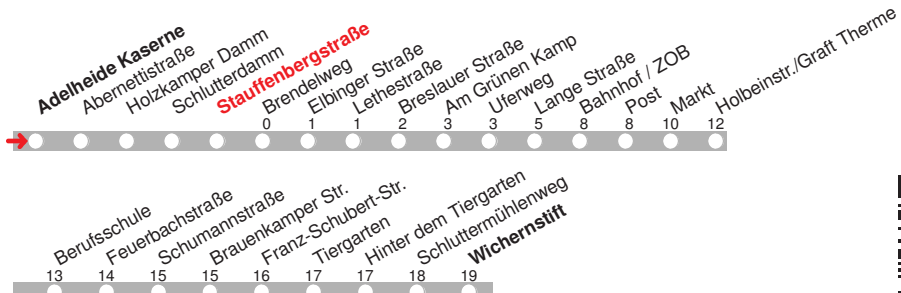 Adelheide Kaserne
Abernettistraße
Holzkamper Damm
Schlutterdamm
Stauffenbergstraße
Brendelweg
Elbinger Straße
Lethestraße
Breslauer Straße
Am Grünen Kamp
Uferweg
Lange Straße
Bahnhof / ZOB
Post
Markt
Holbeinstr./Graft Therme
0 1 1 2 3 3 5 8 8 10 12
Berufsschule
Feuerbachstraße
Schumannstraße
Brauenkamper Str.
Franz-Schubert-Str.
Tiergarten
Hinter dem Tiergarten
Schluttermühlenweg
Wichernstift
13 14 15 15 16 17 17 18 19